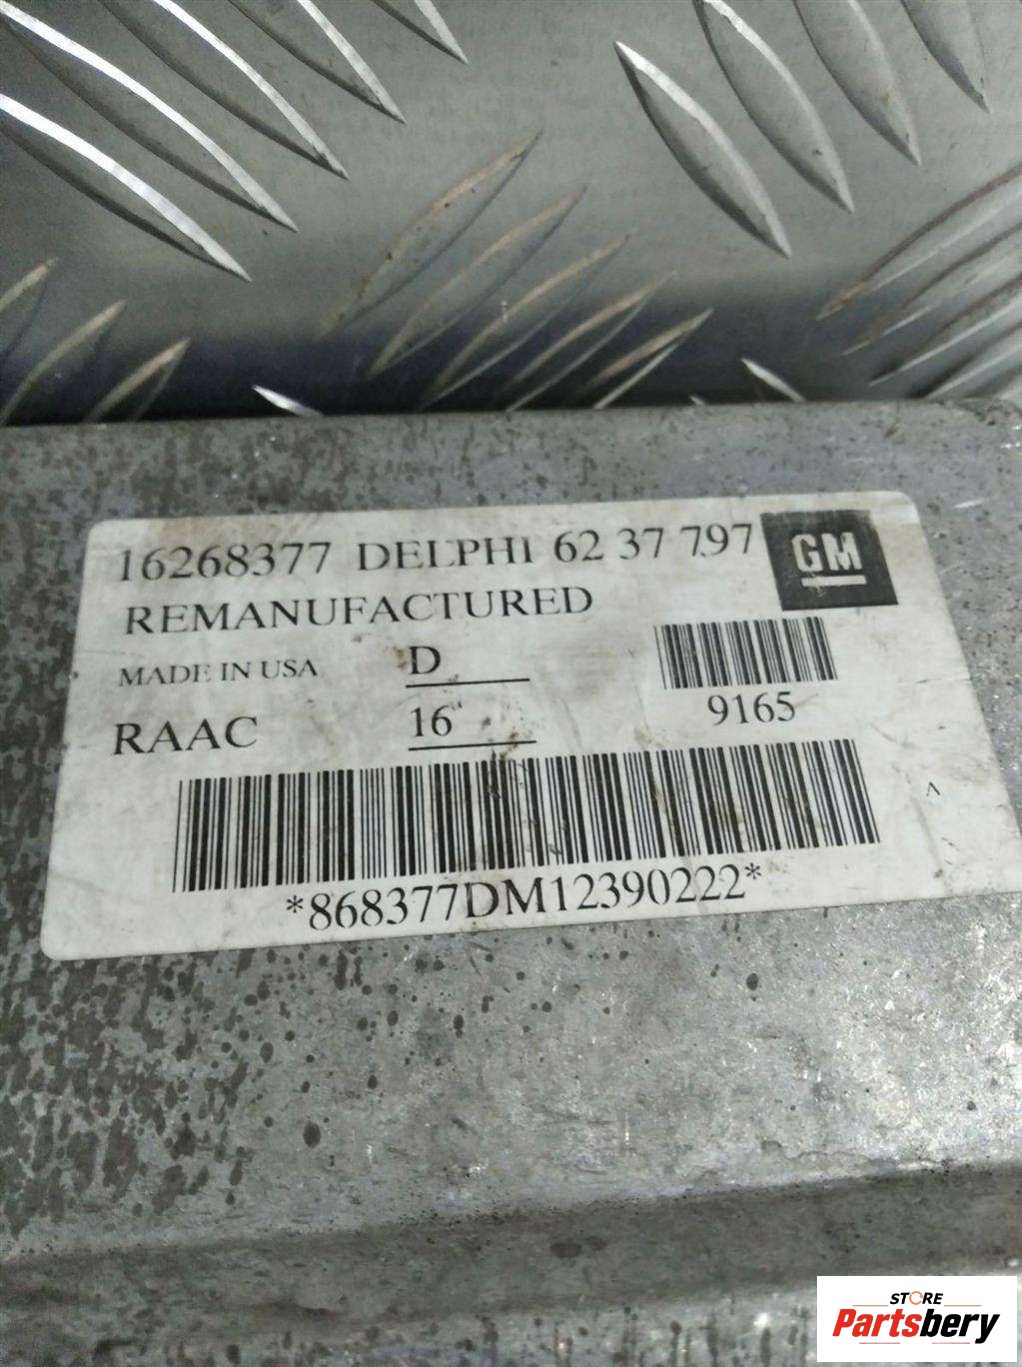 16268377 DELPHI 62 37 797 GM
REMANUFACTURED
MADE IN USA D
RAAC 16 9165
*868377DM12390222*
STORE
Partsbery